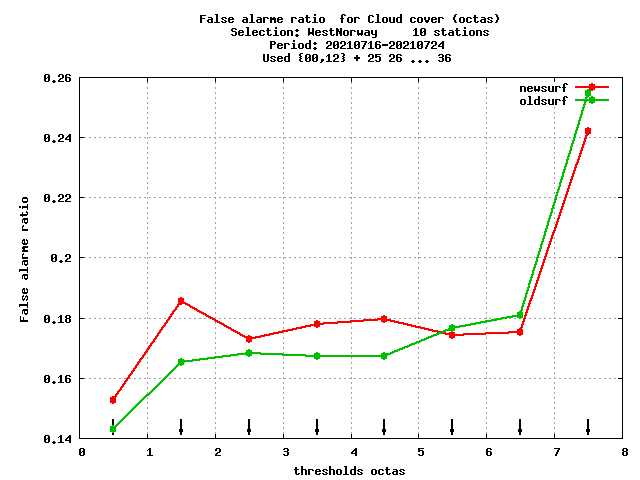 False alarme ratio  for Cloud cover (octas)
Selection: WestNorway     10 stations
Period: 20210716-20210724
Used {00,12} + 25 26 ... 36
newsurf
oldsurf
0.26
0.24
0.22
0.2
0.18
0.16
0.14
False alarme ratio
0 1 2 3 4 5 6 7 8
thresholds octas